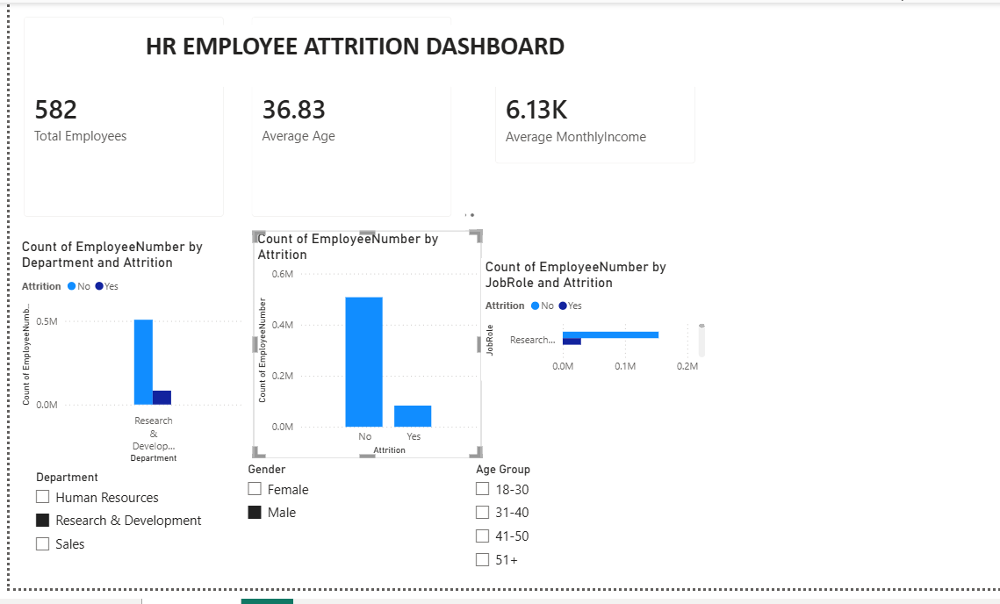 HR EMPLOYEE ATTRITION DASHBOARD
582
Total Employees
36.83
Average Age
6.13K
Average MonthlyIncome
Count of EmployeeNumber by
Department and Attrition
Attrition No Yes
Count of EmployeeNumb...
0.5M
0.0M
Research
&
Develop...
Department
Count of EmployeeNumber by
Attrition
Count of EmployeeNumber
0.6M
0.4M
0.2M
0.0M
No Yes
Attrition
Count of EmployeeNumber by
JobRole and Attrition
Attrition No Yes
JobRole
Research...
0.0M 0.1M 0.2M
Department
Human Resources
Research & Development
Sales
Gender
Female
Male
Age Group
18-30
31-40
41-50
51+